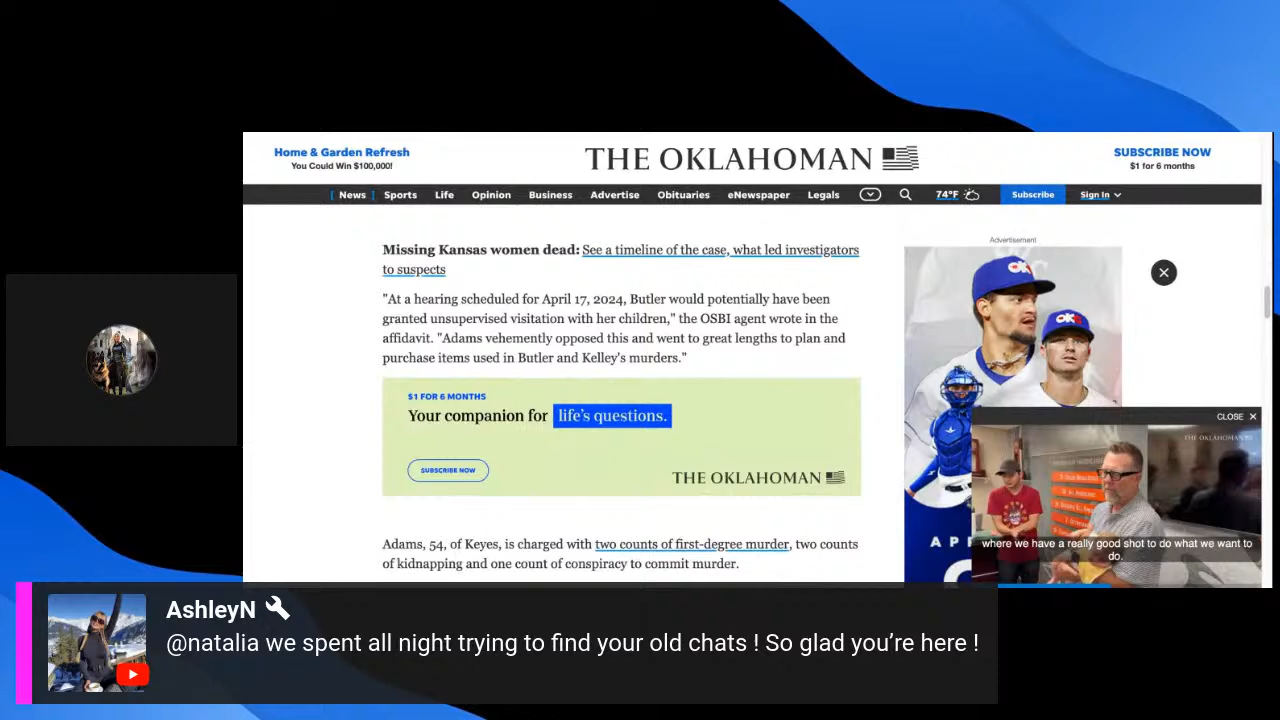 Home & Garden Refresh
You Could Win $100,000!
THE OKLAHOMAN
SUBSCRIBE NOW
$1 for 6 months
[ News ] Sports Life Opinion Business Advertise Obituaries eNewspaper Legals 74°F Subscribe Sign In
Missing Kansas women dead: See a timeline of the case, what led investigators
to suspects
"At a hearing scheduled for April 17, 2024, Butler would potentially have been
granted unsupervised visitation with her children," the OSBI agent wrote in the
affidavit. "Adams vehemently opposed this and went to great lengths to plan and
purchase items used in Butler and Kelley's murders."
$1 FOR 6 MONTHS
Your companion for life's questions.
SUBSCRIBE NOW
THE OKLAHOMAN
Adams, 54, of Keyes, is charged with two counts of first-degree murder, two counts
of kidnapping and one count of conspiracy to commit murder.
Advertisement
OKC
CLOSE
THE OKLAHOMAN
where we have a really good shot to do what we want to
do.
AshleyN
@natalia we spent all night trying to find your old chats ! So glad you're here !